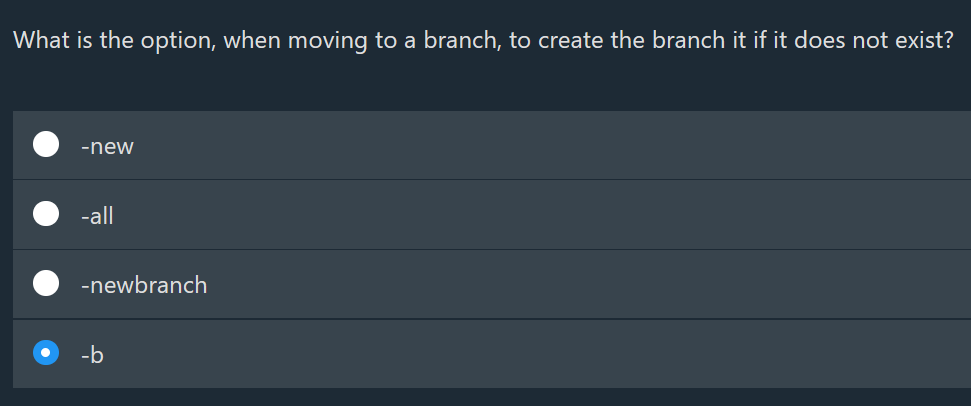 What is the option, when moving to a branch, to create the branch it if it does not exist?
-new
-all
-newbranch
-b